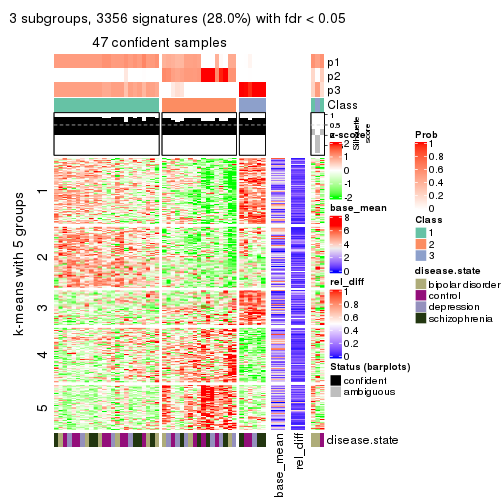 3 subgroups, 3356 signatures (28.0%) with fdr < 0.05
47 confident samples
p1
p2
p3
Class
1
0.5
0
Silhouette
score
k-means with 5 groups
1
2
3
4
5
z-score
2
1
0
-1
-2
base_mean
8
6
4
2
0
rel_diff
1
0.8
0.6
0.4
0.2
0
Status (barplots)
confident
ambiguous
Prob
1
0.8
0.6
0.4
0.2
0
Class
1
2
3
disease.state
bipolar disorder
control
depression
schizophrenia
disease.state
base_mean
rel_diff